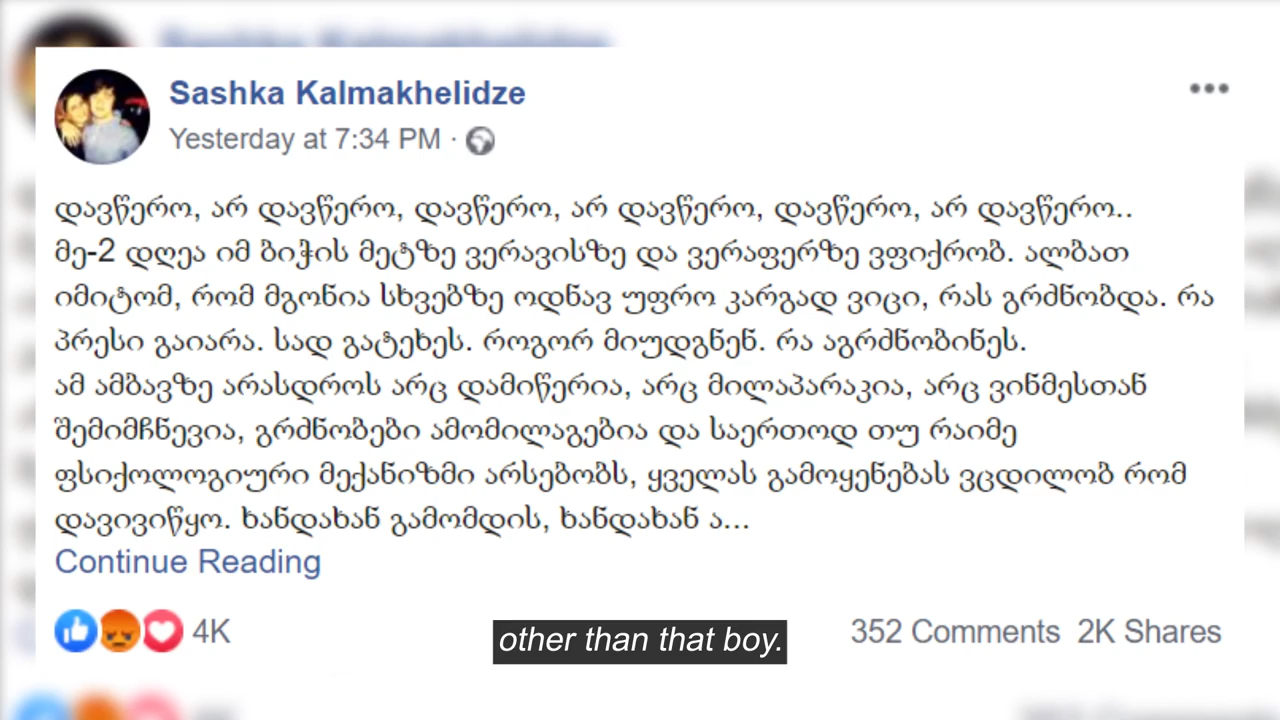 Sashka Kalmakhelidze
Yesterday at 7:34 PM ·
დავწერო, არ დავწერო, დავწერო, არ დავწერო, დავწერო, არ დავწერო..
მე-2 დღეა იმ ბიჭის მეტზე ვერავისზე და ვერაფერზე ვფიქრობ. ალბათ
იმიტომ, რომ მგონია სხვებზე ოდნავ უფრო კარგად ვიცი, რას გრძნობდა. რა
პრესი გაიარა. სად გატეხეს. როგორ მიუდგნენ. რა აგრძნობინეს.
ამ ამბავზე არასდროს არც დამიწერია, არც მილაპარაკია, არც ვინმესთან
შემიმჩნევია, გრძნობები ამომილაგებია და საერთოდ თუ რაიმე
ფსიქოლოგიური მექანიზმი არსებობს, ყველას გამოყენებას ვცდილობ რომ
დავივიწყო. ხანდახან გამომდის, ხანდახან ა...
Continue Reading
4K
352 Comments 2K Shares
other than that boy.